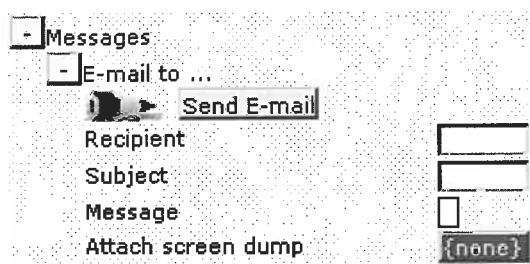 - Messages
- E-mail to ...
Send E-mail
Recipient
Subject
Message
Attach screen dump {none}